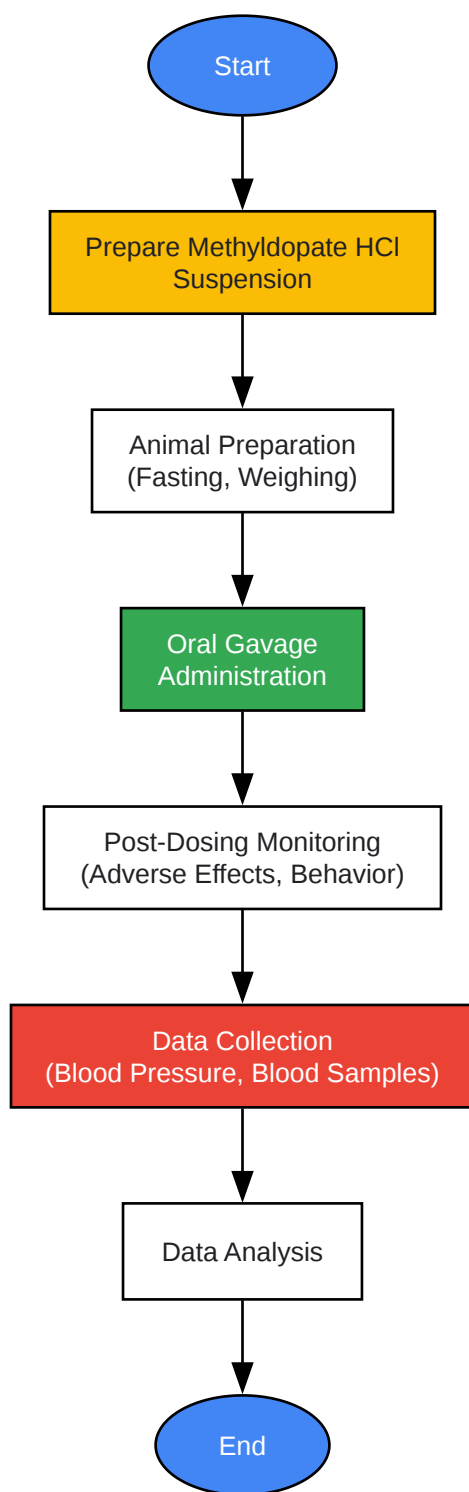 Start
Prepare Methyldopate HCl
Suspension
Animal Preparation
(Fasting, Weighing)
Oral Gavage
Administration
Post-Dosing Monitoring
(Adverse Effects, Behavior)
Data Collection
(Blood Pressure, Blood Samples)
Data Analysis
End